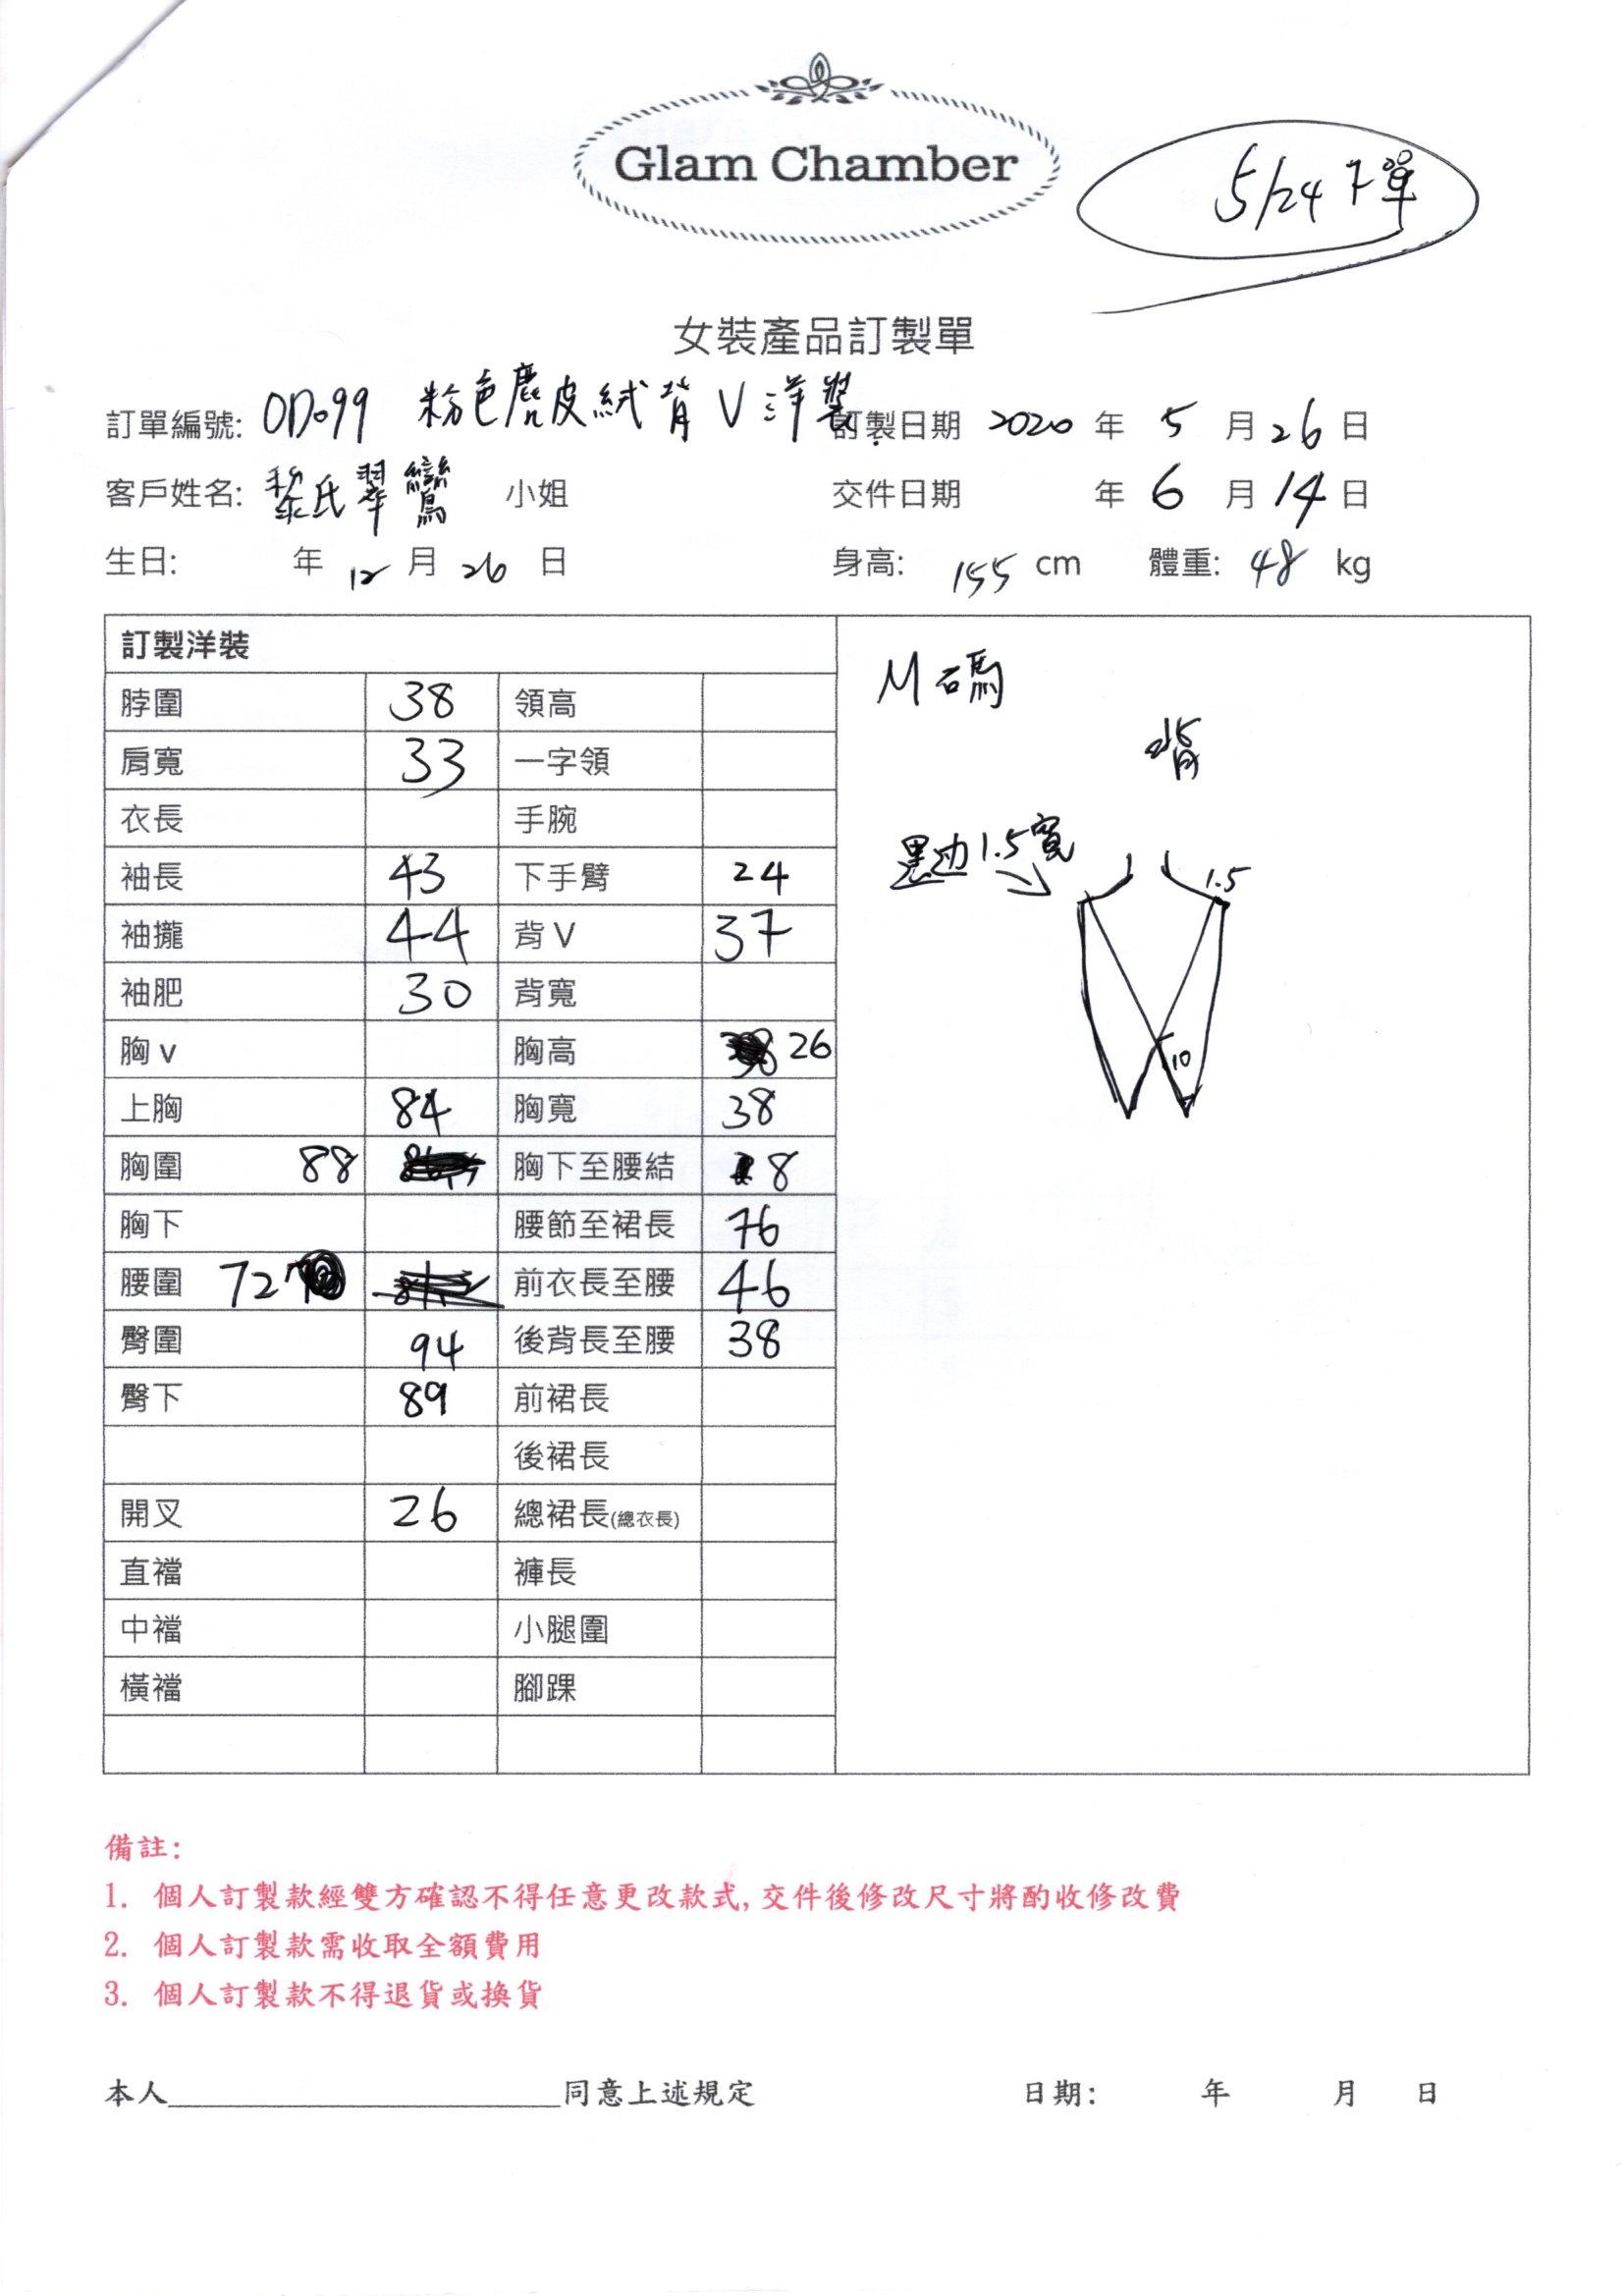 Glam Chamber
5/24 下單
女裝產品訂製單
訂單編號: OD099 粉色麂皮絨背V洋裝 訂製日期 2020 年 5 月 26 日
客戶姓名: 黎氏翠鸞 小姐 交件日期 年 6 月 14 日
生日: 年 12 月 26 日 身高: 155 cm 體重: 48 kg
訂製洋裝
脖圍 38 領高
肩寬 33 一字領
衣長 手腕
袖長 43 下手臂 24
袖攏 44 背V 37
袖肥 30 背寬
胸v 胸高 26
上胸 84 胸寬 38
胸圍 88 胸下至腰結 8
胸下 腰節至裙長 76
腰圍 72 前衣長至腰 46
臀圍 94 後背長至腰 38
臀下 89 前裙長
後裙長
開叉 26 總裙長(總衣長)
直襠 褲長
中襠 小腿圍
橫襠 腳踝
M碼
背
黑边1.5寬
1.5
10
備註:
1. 個人訂製款經雙方確認不得任意更改款式, 交件後修改尺寸將酌收修改費
2. 個人訂製款需收取全額費用
3. 個人訂製款不得退貨或換貨
本人____________________同意上述規定 日期: 年 月 日